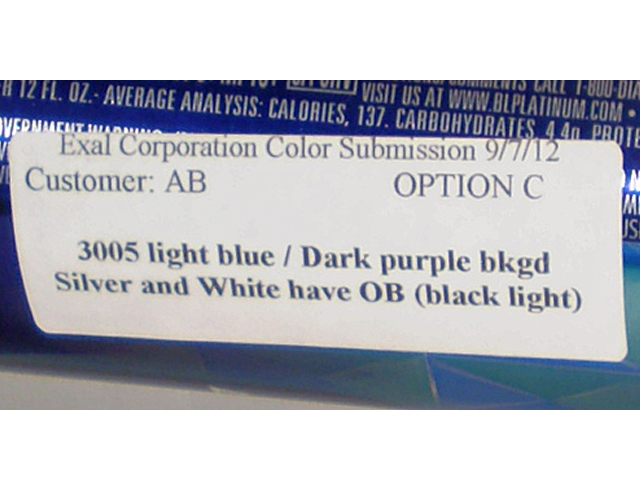 VISIT US AT WWW.BLPLATINUM.COM •
12 FL. OZ.- AVERAGE ANALYSIS: CALORIES, 137. CARBOHYDRATES, 4.4g. PROTE
Exal Corporation Color Submission 9/7/12
Customer: AB OPTION C
3005 light blue / Dark purple bkgd
Silver and White have OB (black light)